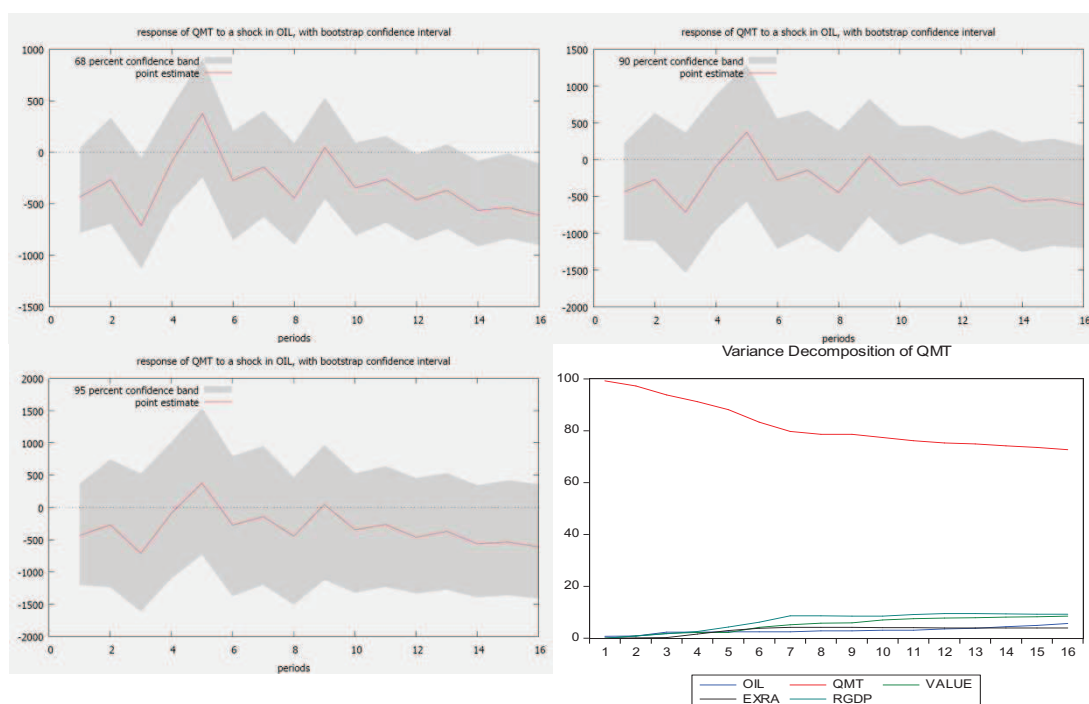 response of QMT to a shock in OIL, with bootstrap confidence interval
1000
68 percent confidence band
point estimate
500
0
-500
-1000
-1500
0 2 4 6 8 10 12 14 16
periods
response of QMT to a shock in OIL, with bootstrap confidence interval
1500
90 percent confidence band
point estimate
1000
500
0
-500
-1000
-1500
-2000
0 2 4 6 8 10 12 14 16
periods
response of QMT to a shock in OIL, with bootstrap confidence interval
2000
95 percent confidence band
point estimate
1500
1000
500
0
-500
-1000
-1500
-2000
0 2 4 6 8 10 12 14 16
periods
Variance Decomposition of QMT
100
80
60
40
20
0
1 2 3 4 5 6 7 8 9 10 11 12 13 14 15 16
OIL QMT VALUE
EXRA RGDP